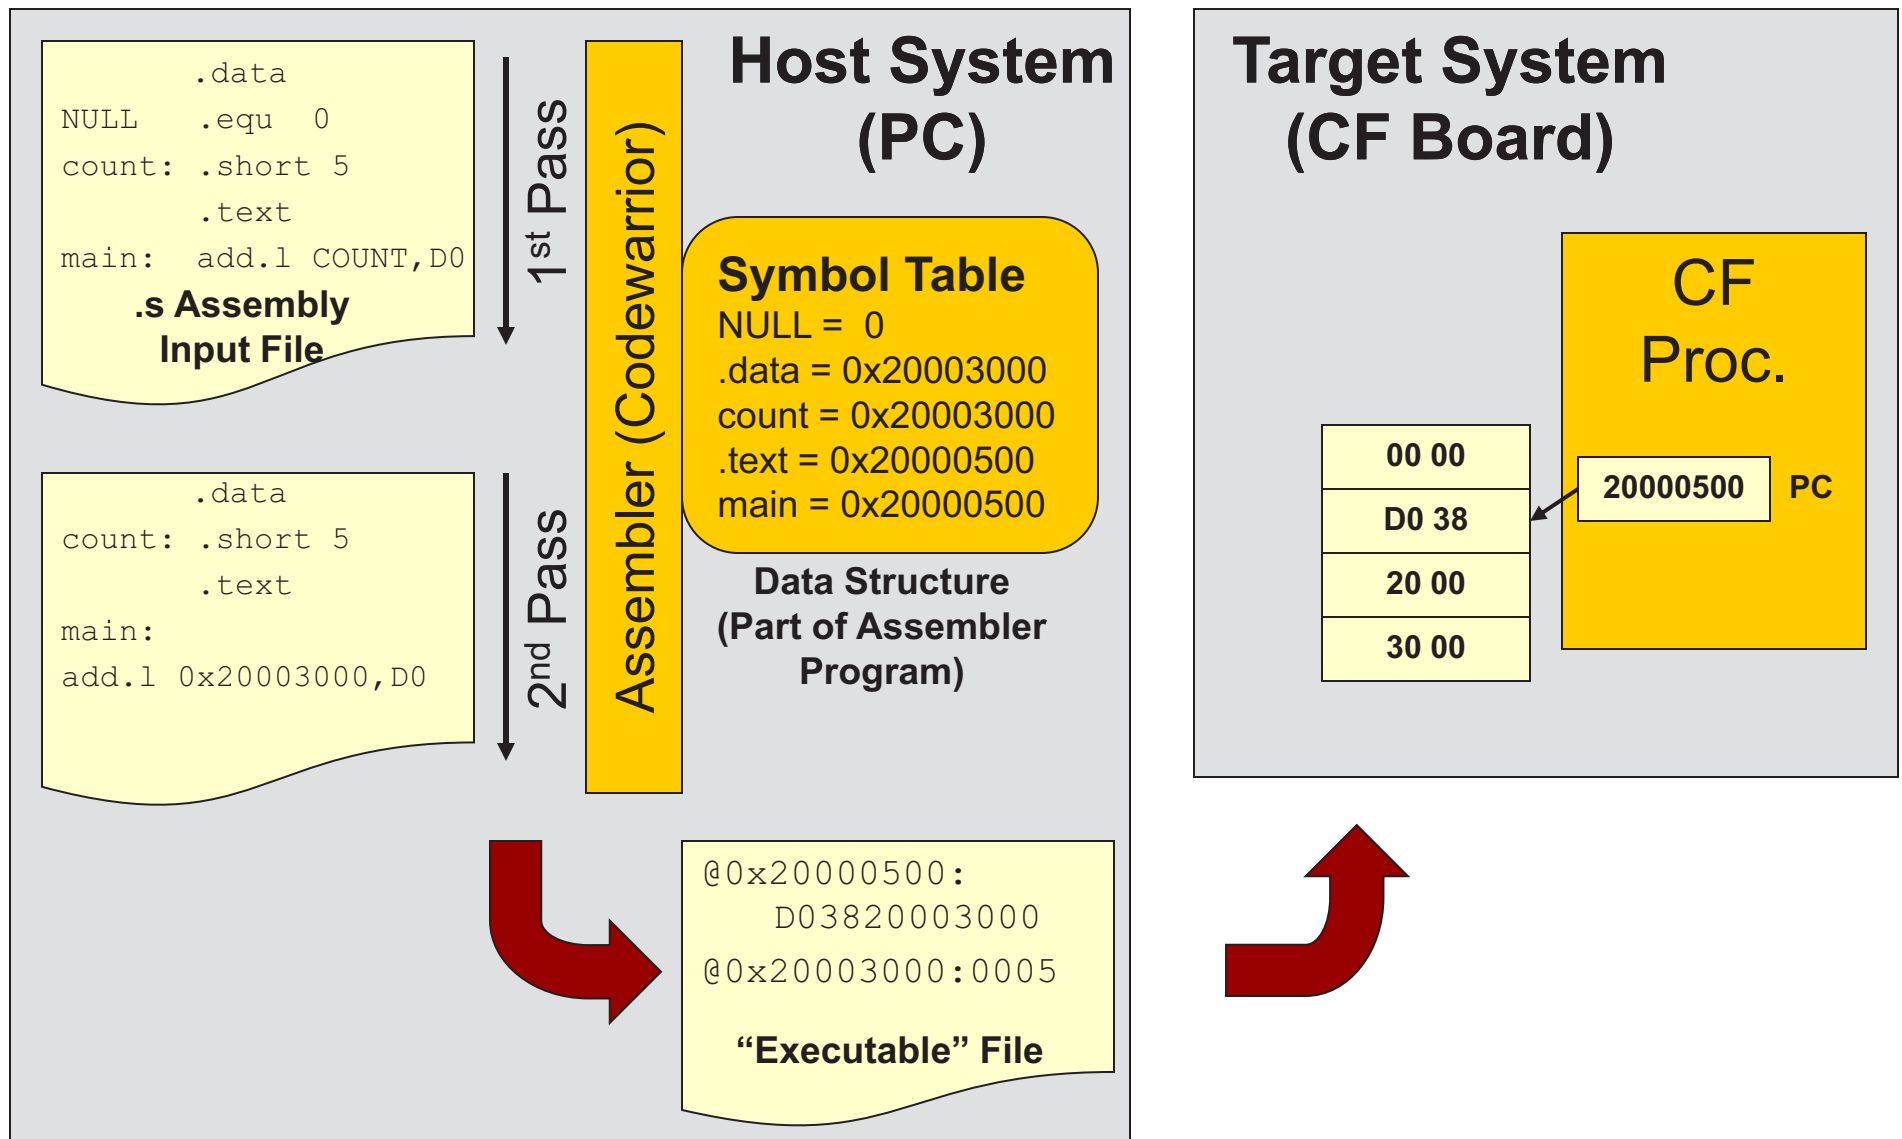 .data
NULL .equ 0
count: .short 5
.text
main: add.l COUNT,D0
.s Assembly
Input File
1st Pass
Assembler (Codewarrior)
Host System
(PC)
Symbol Table
NULL = 0
.data = 0x20003000
count = 0x20003000
.text = 0x20000500
main = 0x20000500
Data Structure
(Part of Assembler
Program)
.data
count: .short 5
.text
main:
add.l 0x20003000,D0
2nd Pass
@0x20000500:
D03820003000
@0x20003000:0005
“Executable” File
Target System
(CF Board)
CF
Proc.
00 00
D0 38
20 00
30 00
20000500
PC